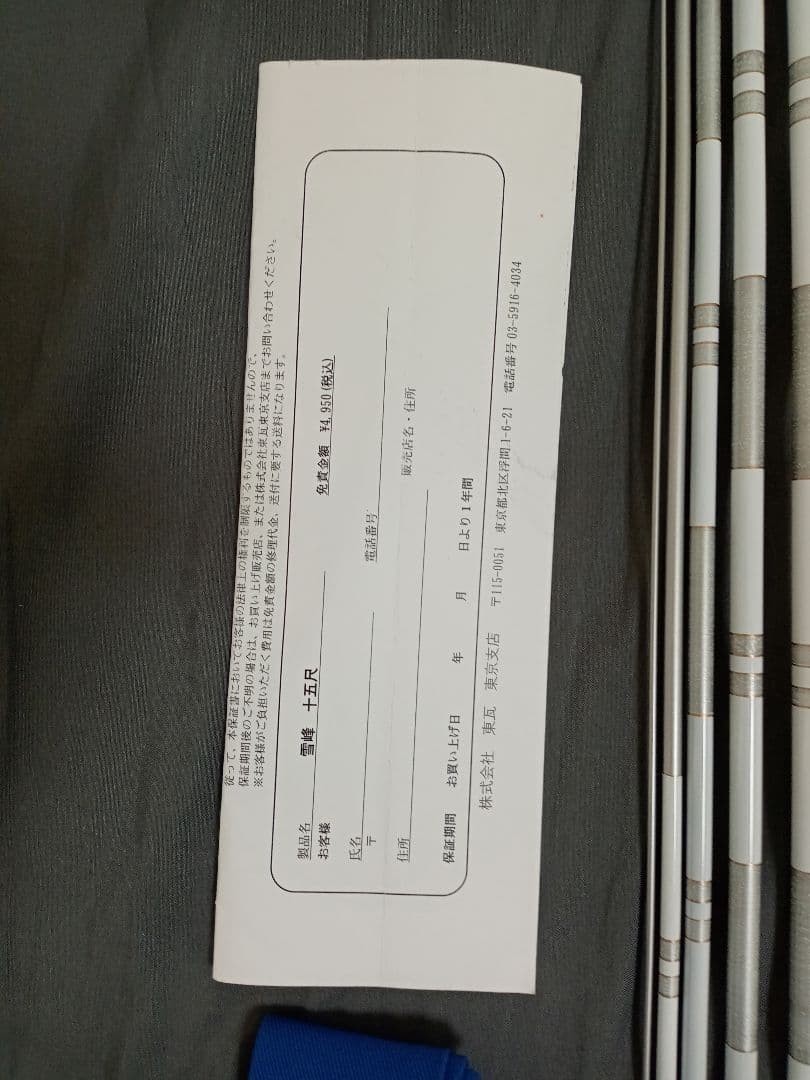 従って、本保証書においてお客様の法律上の権利を制限するものではありませんので、
保証期間後のご不明の場合は、お買い上げ販売店、または株式会社東瓦東京支店までお問い合わせください。
※お客様がご負担いただく費用は免責金額の修理代金、送付に要する送料になります。
製品名 雪峰 十五尺 免責金額 ¥4,950(税込)
お客様
氏名 電話番号
〒
住所 販売店名・住所
保証期間 お買い上げ日 年 月 日より1年間
株式会社 東瓦 東京支店 〒115-0051 東京都北区浮間1-6-21 電話番号03-5916-4034